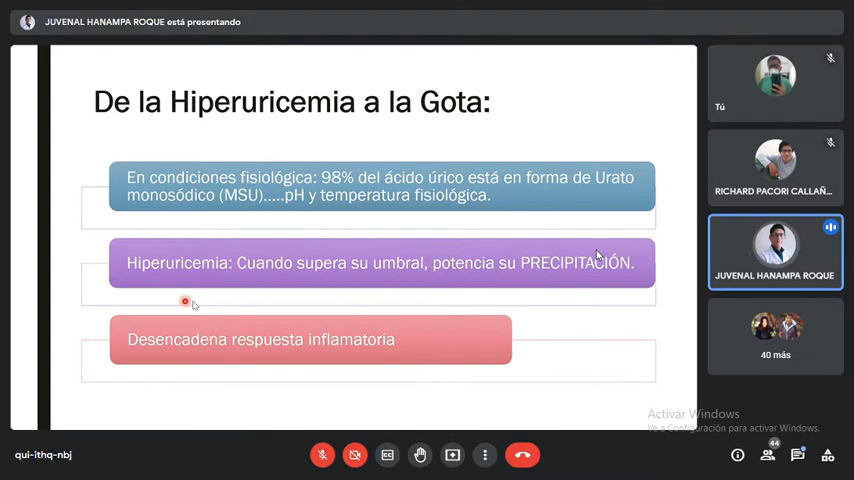 JUVENAL HANAMPA ROQUE está presentando
De la Hiperuricemia a la Gota:
En condiciones fisiológica: 98% del ácido úrico está en forma de Urato
monosódico (MSU).....pH y temperatura fisiológica.
Hiperuricemia: Cuando supera su umbral, potencia su PRECIPITACIÓN.
Desencadena respuesta inflamatoria
Tú
RICHARD PACORI CALLAÑ...
JUVENAL HANAMPA ROQUE
40 más
Activar Windows
Ve a Configuración para activar Windows.
qui-ithq-nbj
44